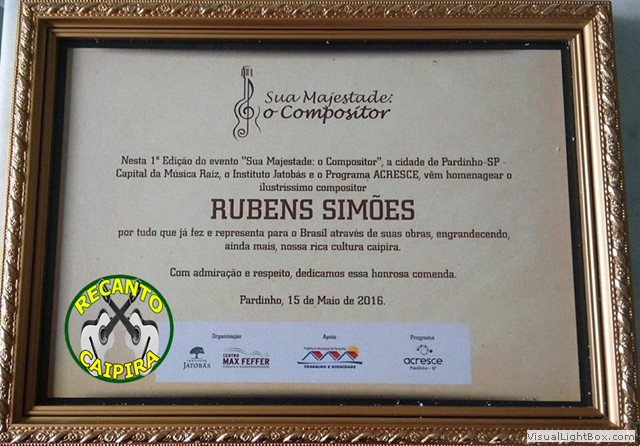 Sua Majestade:
o Compositor
Nesta 1ª Edição do evento "Sua Majestade: o Compositor", a cidade de Pardinho-SP -
Capital da Música Raiz, o Instituto Jatobás e o Programa ACRESCE, vêm homenagear o
ilustríssimo compositor
RUBENS SIMÕES
por tudo que já fez e representa para o Brasil através de suas obras, engrandecendo,
ainda mais, nossa rica cultura caipira.
Com admiração e respeito, dedicamos essa honrosa comenda.
Pardinho, 15 de Maio de 2016.
RECANTO
CAIPIRA
Organização
Apoio
Programa
INSTITUTO
JATOBÁS
CENTRO
MAX FEFFER
TRABALHO E DIGNIDADE
acresce
Pardinho - SP
VisualLightBox.com